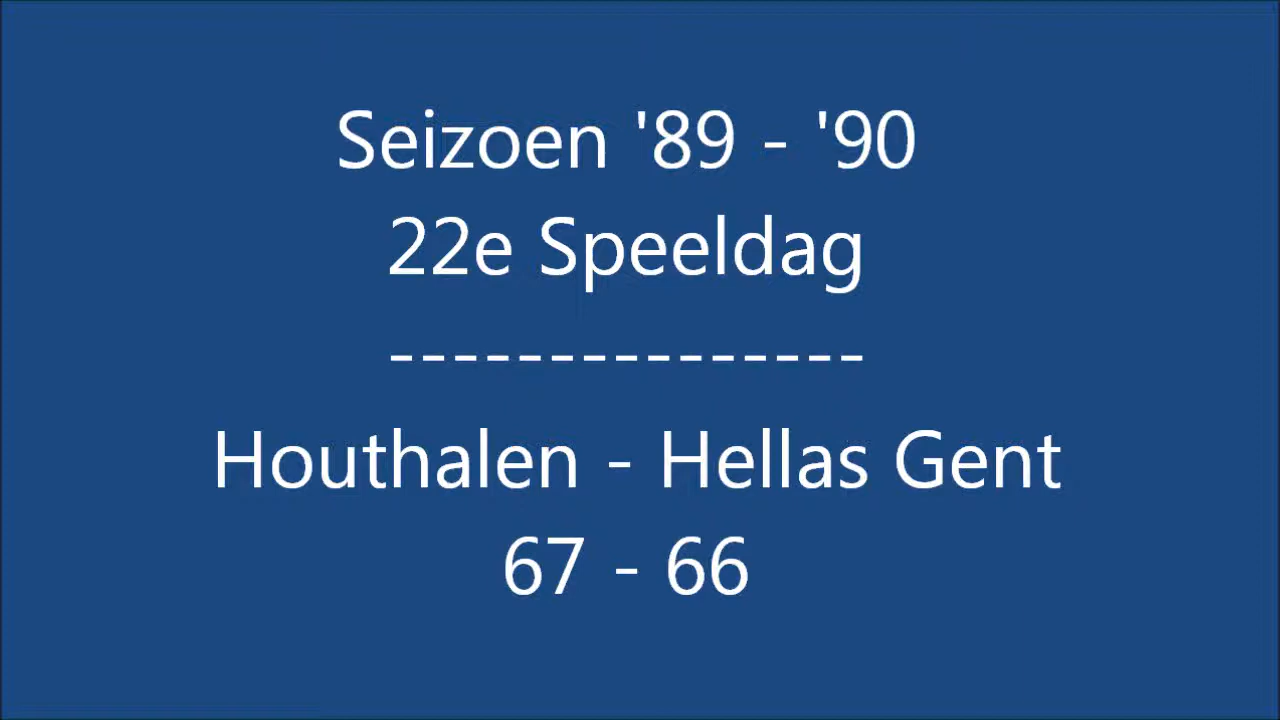 Seizoen '89 - '90
22e Speeldag
---------------
Houthalen - Hellas Gent
67 - 66